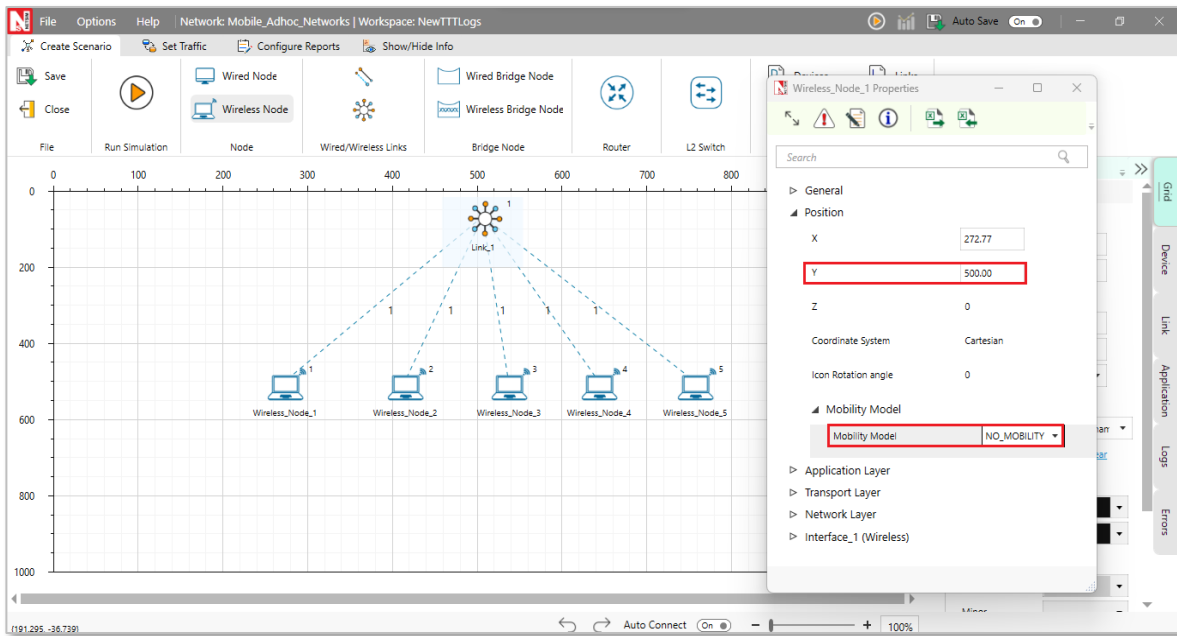 File Options Help Network: Mobile_Adhoc_Networks | Workspace: NewTTTLogs Auto Save On
Create Scenario Set Traffic Configure Reports Show/Hide Info
Save Wired Node Wired Bridge Node
Close Wireless Node Wireless Bridge Node
File Run Simulation Node Wired/Wireless Links Bridge Node Router L2 Switch
0 100 200 300 400 500 600 700 800
0
200
400
600
800
1000
1
Link_1
1 1 1 1 1
1 2 3 4 5
Wireless_Node_1 Wireless_Node_2 Wireless_Node_3 Wireless_Node_4 Wireless_Node_5
Wireless_Node_1 Properties
Search
General
Position
X 272.77
Y 500.00
Z 0
Coordinate System Cartesian
Icon Rotation angle 0
Mobility Model
Mobility Model NO_MOBILITY
Application Layer
Transport Layer
Network Layer
Interface_1 (Wireless)
Grid
Device
Link
Application
Logs
Errors
(191.295, -36.739) Auto Connect On 100%